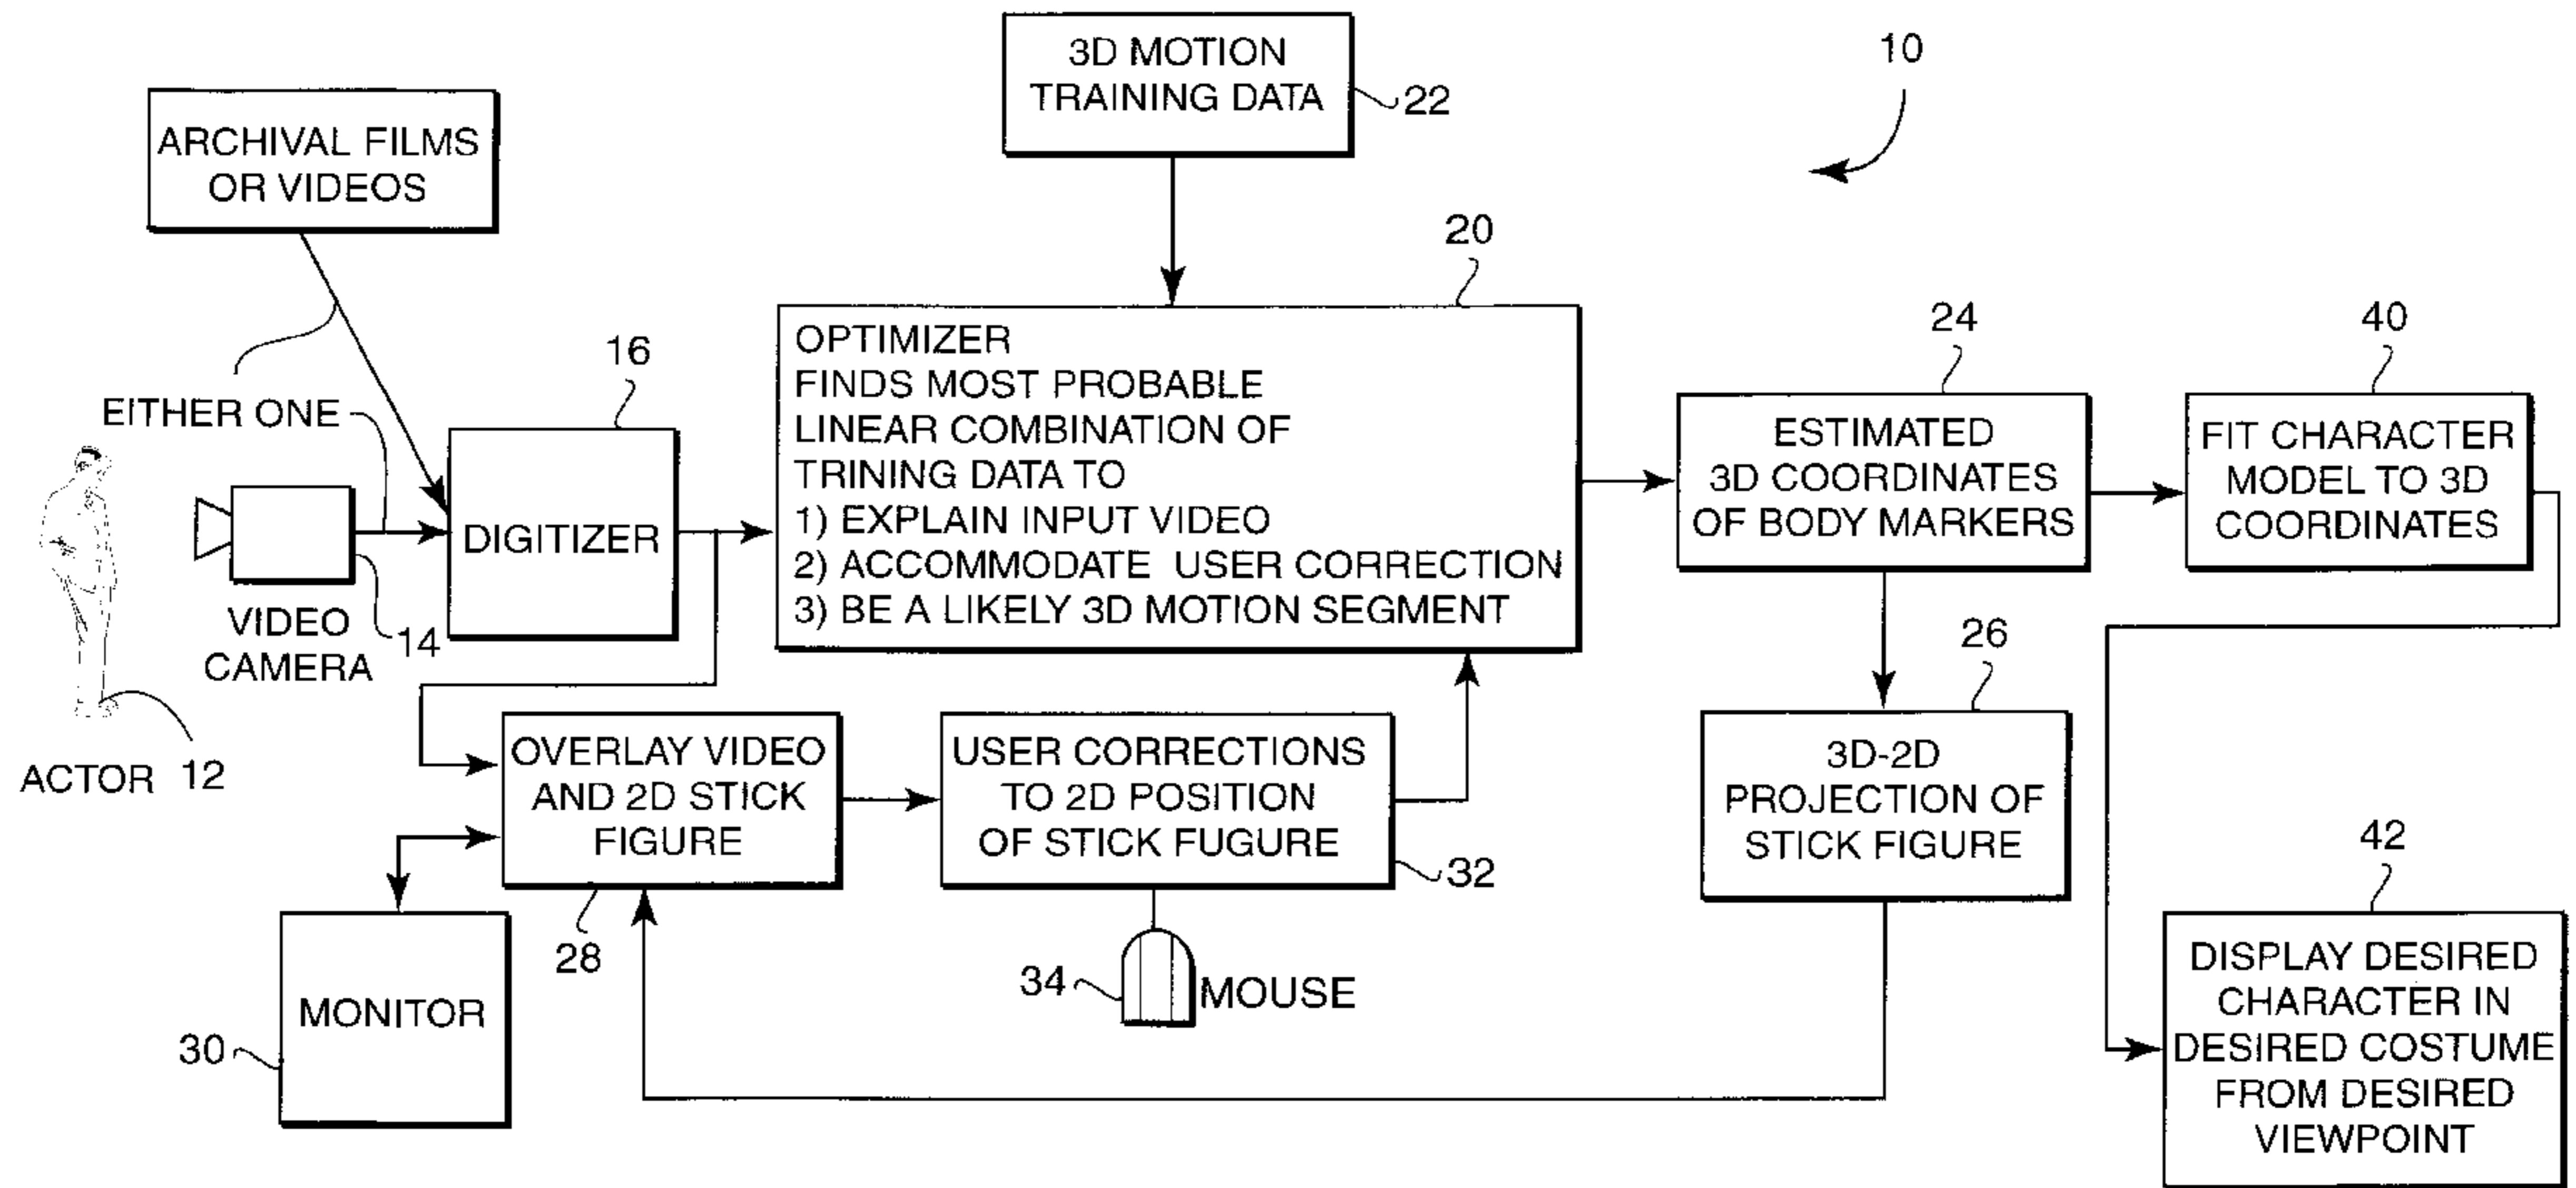 3D MOTION
TRAINING DATA
22
10
ARCHIVAL FILMS
OR VIDEOS
EITHER ONE
16
DIGITIZER
VIDEO
CAMERA
14
ACTOR 12
20
OPTIMIZER
FINDS MOST PROBABLE
LINEAR COMBINATION OF
TRINING DATA TO
1) EXPLAIN INPUT VIDEO
2) ACCOMMODATE USER CORRECTION
3) BE A LIKELY 3D MOTION SEGMENT
24
ESTIMATED
3D COORDINATES
OF BODY MARKERS
40
FIT CHARACTER
MODEL TO 3D
COORDINATES
26
3D-2D
PROJECTION OF
STICK FIGURE
OVERLAY VIDEO
AND 2D STICK
FIGURE
28
USER CORRECTIONS
TO 2D POSITION
OF STICK FUGURE
32
34
MOUSE
MONITOR
30
42
DISPLAY DESIRED
CHARACTER IN
DESIRED COSTUME
FROM DESIRED
VIEWPOINT